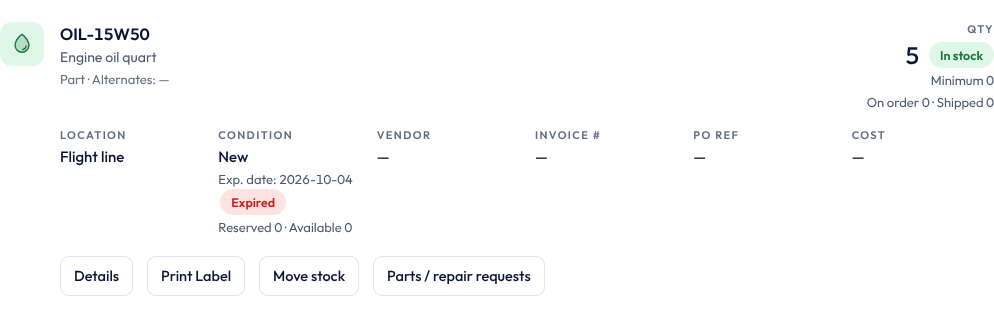 OIL-15W50
Engine oil quart
Part · Alternates: —
QTY
5 In stock
Minimum 0
On order 0 · Shipped 0
LOCATION
Flight line
CONDITION
New
Exp. date: 2026-10-04
Expired
Reserved 0 · Available 0
VENDOR
—
INVOICE #
—
PO REF
—
COST
—
Details
Print Label
Move stock
Parts / repair requests